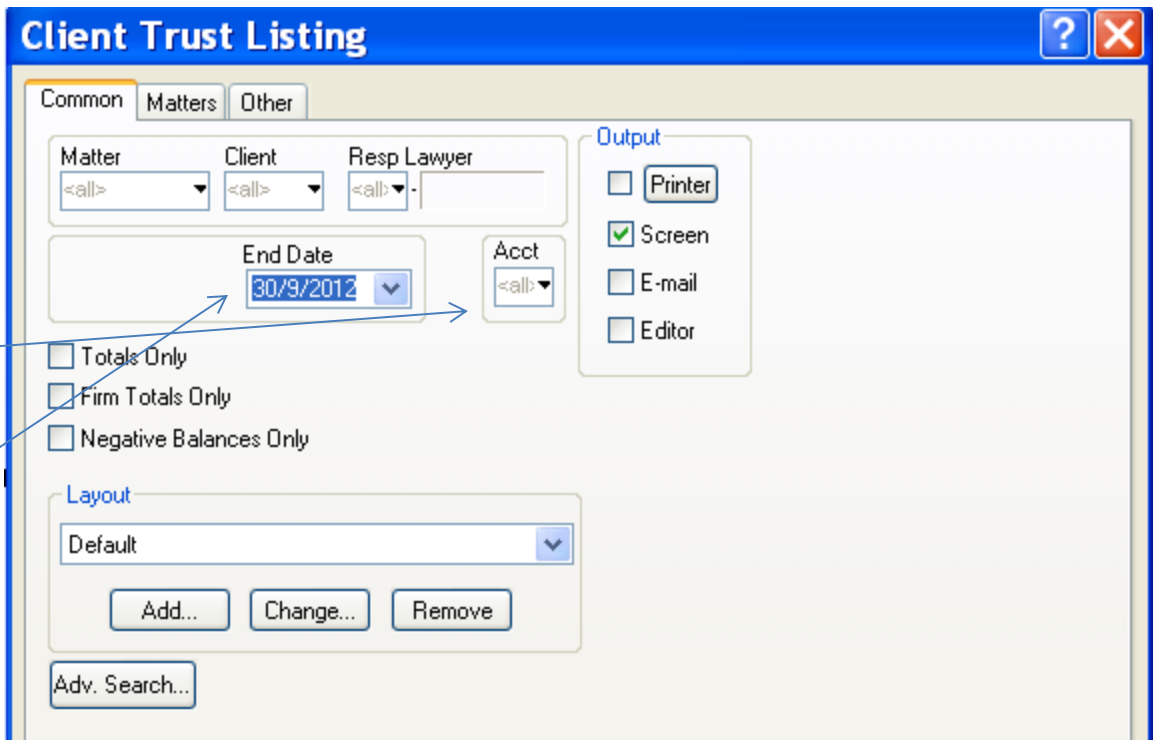 Client Trust Listing ?
Common Matters Other
Matter Client Resp Lawyer
<all> <all> <all> -
End Date
30/9/2012
Acct
<all>
Totals Only
Firm Totals Only
Negative Balances Only
Output
Printer
Screen
E-mail
Editor
Layout
Default
Add... Change... Remove
Adv. Search...